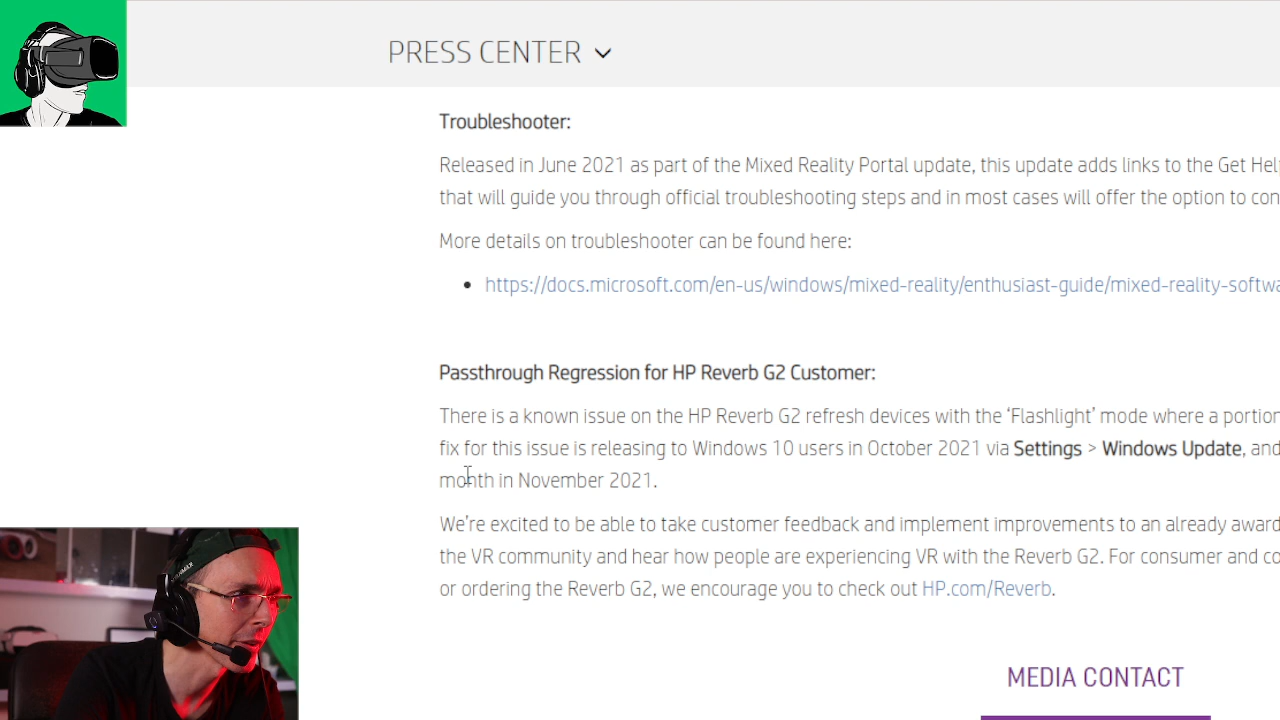 PRESS CENTER
Troubleshooter:
Released in June 2021 as part of the Mixed Reality Portal update, this update adds links to the Get Hel
that will guide you through official troubleshooting steps and in most cases will offer the option to con
More details on troubleshooter can be found here:
• https://docs.microsoft.com/en-us/windows/mixed-reality/enthusiast-guide/mixed-reality-softwa
Passthrough Regression for HP Reverb G2 Customer:
There is a known issue on the HP Reverb G2 refresh devices with the ‘Flashlight’ mode where a portion
fix for this issue is releasing to Windows 10 users in October 2021 via Settings > Windows Update, and
month in November 2021.
We’re excited to be able to take customer feedback and implement improvements to an already award
the VR community and hear how people are experiencing VR with the Reverb G2. For consumer and co
or ordering the Reverb G2, we encourage you to check out HP.com/Reverb.
MEDIA CONTACT